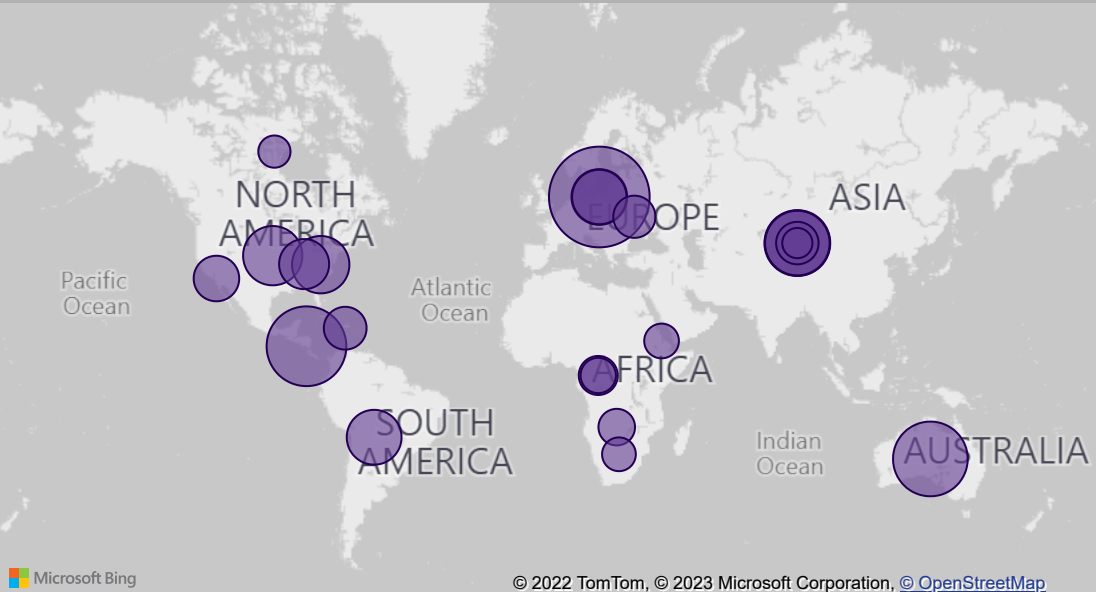 NORTH
AMERICA
EUROPE
ASIA
Pacific
Ocean
Atlantic
Ocean
AFRICA
SOUTH
AMERICA
Indian
Ocean
AUSTRALIA
Microsoft Bing
© 2022 TomTom, © 2023 Microsoft Corporation, © OpenStreetMap